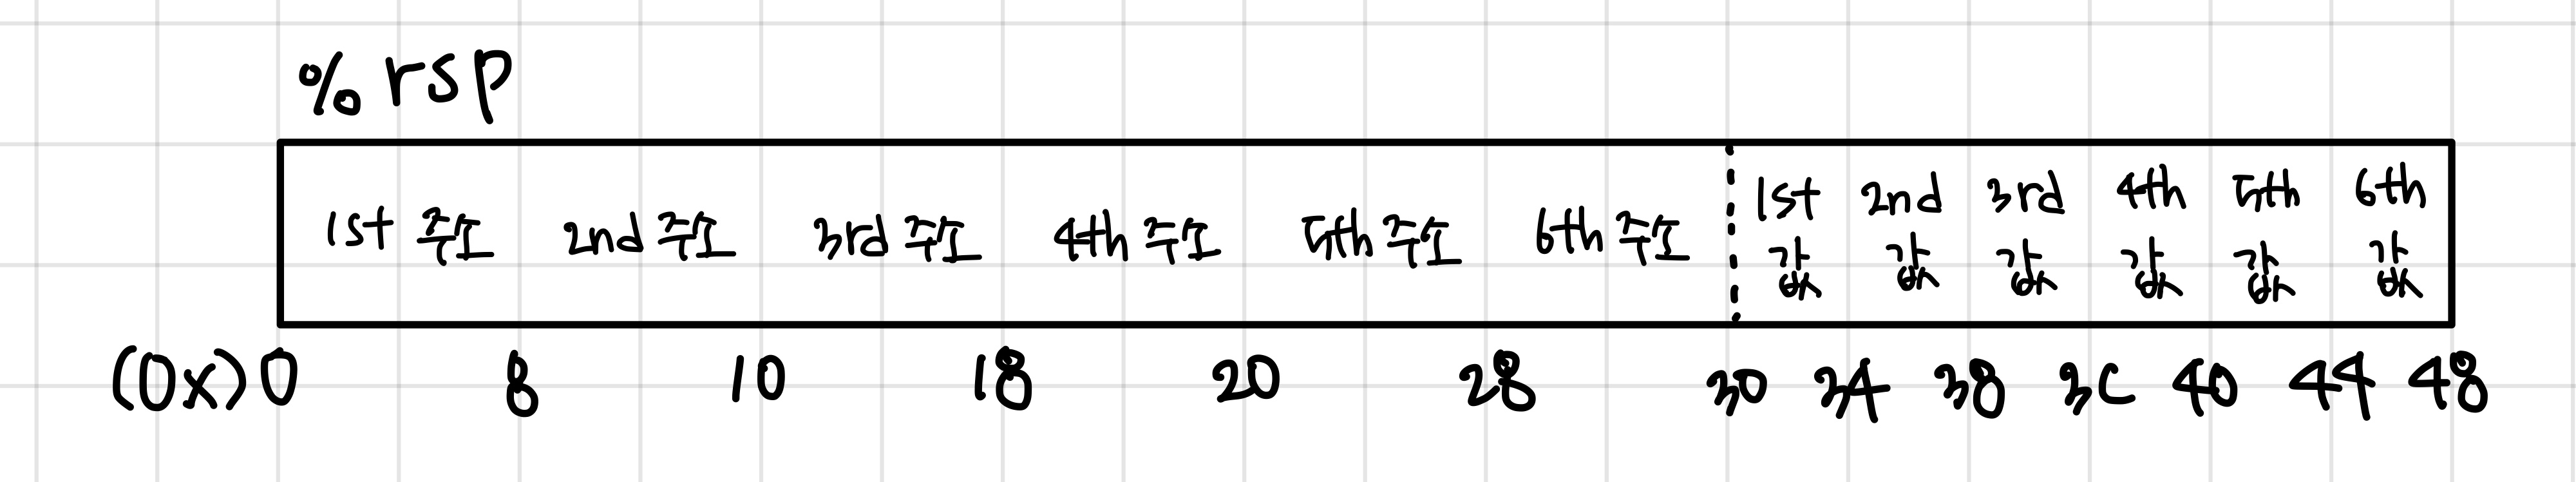 %rsp
1st 주소 2nd 주소 3rd 주소 4th 주소 5th 주소 6th 주소 1st 값 2nd 값 3rd 값 4th 값 5th 값 6th 값
(0x) 0 8 10 18 20 28 30 34 38 3C 40 44 48